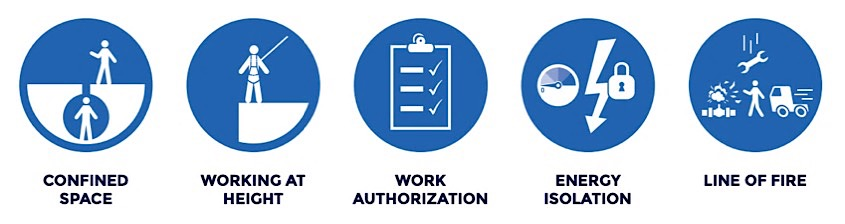 CONFINED
SPACE
WORKING AT
HEIGHT
WORK
AUTHORIZATION
ENERGY
ISOLATION
LINE OF FIRE